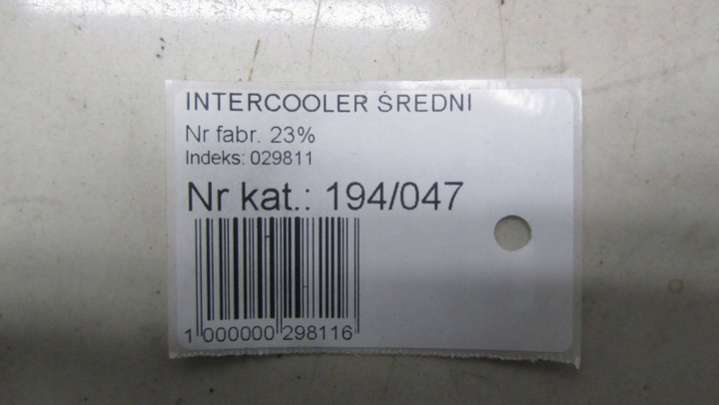 INTERCOOLER ŚREDNI
Nr fabr. 23%
Indeks: 029811
Nr kat.: 194/047
1 000000 298116